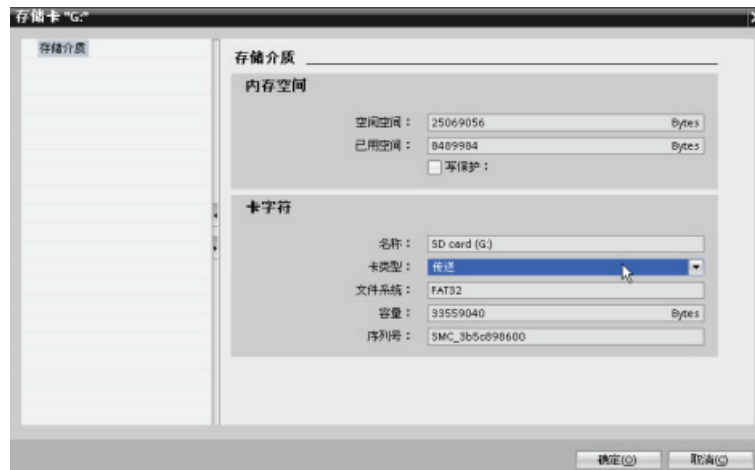 存储卡 "G:"
存储介质
存储介质
内存空间
空闲空间： 25069056 Bytes
已用空间： 8489984 Bytes
写保护：
卡字符
名称： SD card (G:)
卡类型： 传送
文件系统： FAT32
容量： 33559040 Bytes
序列号： SMC_3b5c898600
确定(O) 取消(C)